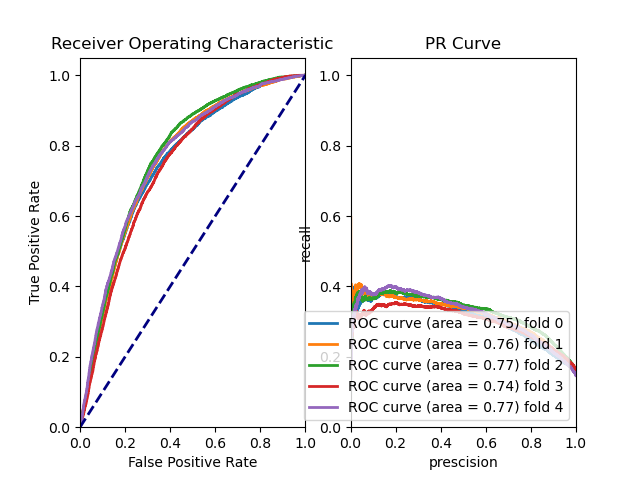 Receiver Operating Characteristic
1.0
0.8
0.6
0.4
0.2
0.0
True Positive Rate
0.0 0.2 0.4 0.6 0.8 1.0
False Positive Rate
PR Curve
1.0
0.8
0.6
0.4
0.2
0.0
recall
ROC curve (area = 0.75) fold 0
ROC curve (area = 0.76) fold 1
ROC curve (area = 0.77) fold 2
ROC curve (area = 0.74) fold 3
ROC curve (area = 0.77) fold 4
0.0 0.2 0.4 0.6 0.8 1.0
prescision